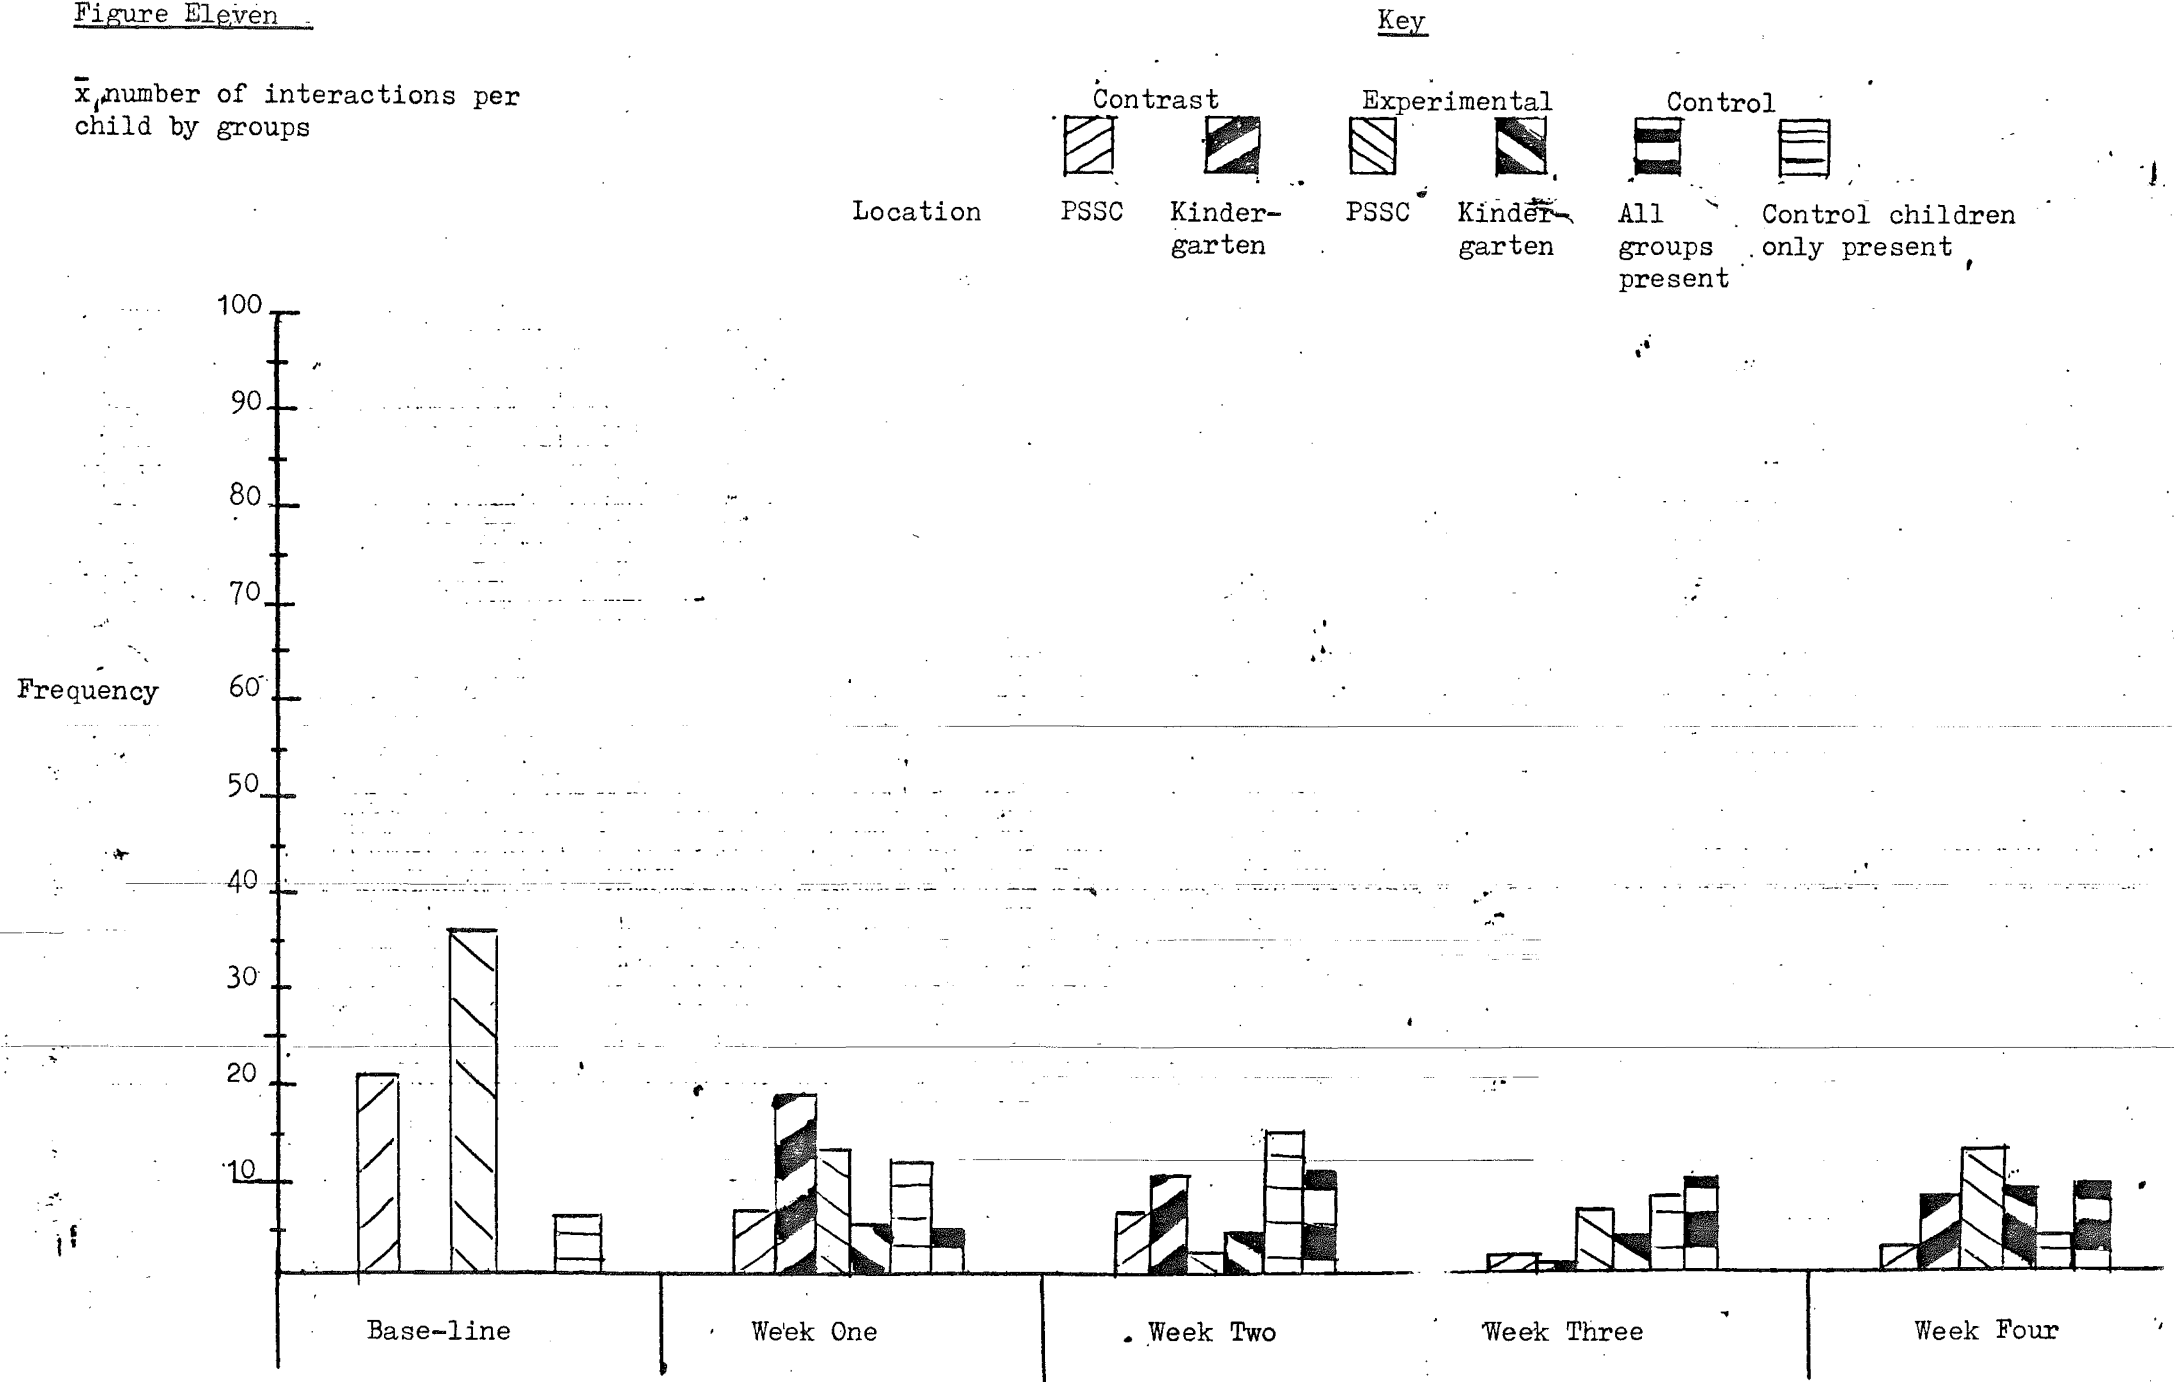 Figure Eleven
x̄, number of interactions per
child by groups
Key
Contrast Experimental Control
Location PSSC Kinder- PSSC Kinder- All Control children
garten garten groups only present
present
100
90
80
70
Frequency 60
50
40
30
20
10
Base-line Week One Week Two Week Three Week Four